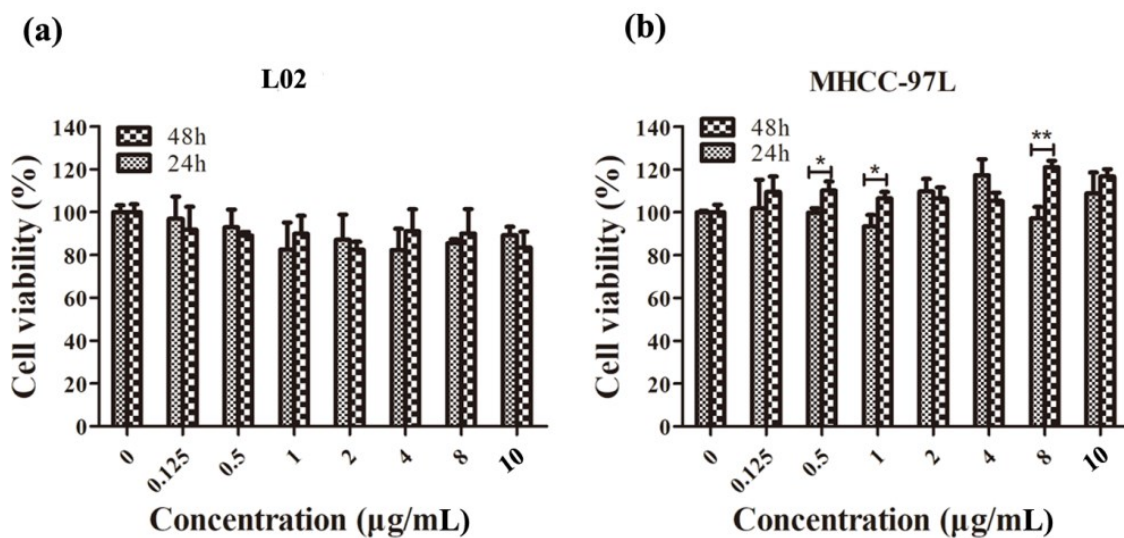 (a)
L02
48h
24h
Cell viability (%)
140
120
100
80
60
40
20
0
0 0.125 0.5 1 2 4 8 10
Concentration (μg/mL)
(b)
MHCC-97L
48h
24h
* * **
Cell viability (%)
140
120
100
80
60
40
20
0
0 0.125 0.5 1 2 4 8 10
Concentration (μg/mL)